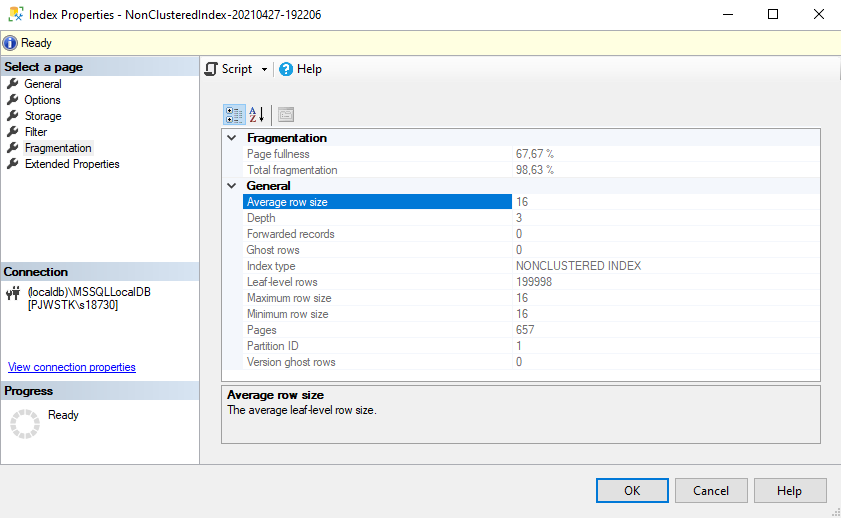 Index Properties - NonClusteredIndex-20210427-192206
Ready
Select a page
General
Options
Storage
Filter
Fragmentation
Extended Properties
Connection
(localdb)\MSSQLLocalDB
[PJWSTK\s18730]
View connection properties
Progress
Ready
Script Help
Fragmentation
Page fullness 67,67 %
Total fragmentation 98,63 %
General
Average row size 16
Depth 3
Forwarded records 0
Ghost rows 0
Index type NONCLUSTERED INDEX
Leaf-level rows 199998
Maximum row size 16
Minimum row size 16
Pages 657
Partition ID 1
Version ghost rows 0
Average row size
The average leaf-level row size.
OK Cancel Help